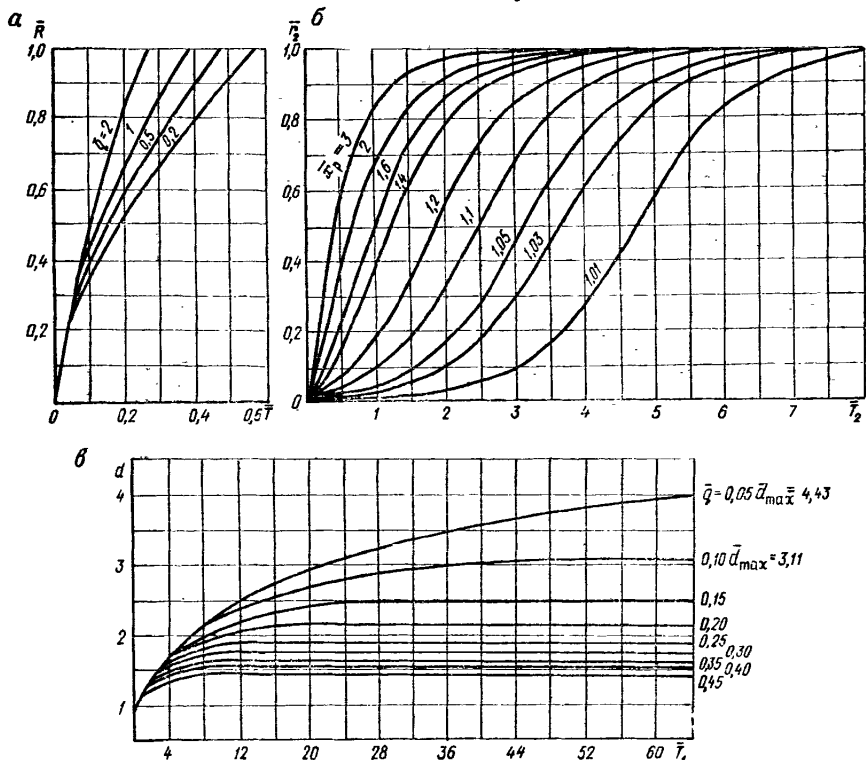 а R̄ б r̄₂
1,0 1,0
0,8 0,8
0,6 0,6
0,4 0,4
0,2 0,2
0 0
q̄=2 1 0,5 0,2
x̄р=3 2 1,6 1,4 1,2 1,1 1,05 1,03 1,01
0 0,2 0,4 0,6 T̄ 1 2 3 4 5 6 7 T̄₂
в d
4
3
2
1
q̄=0,05 d̄max=4,43
0,10 d̄max=3,11
0,15
0,20
0,25
0,30
0,35 0,40
0,45
4 12 20 28 36 44 52 60 T̄₁